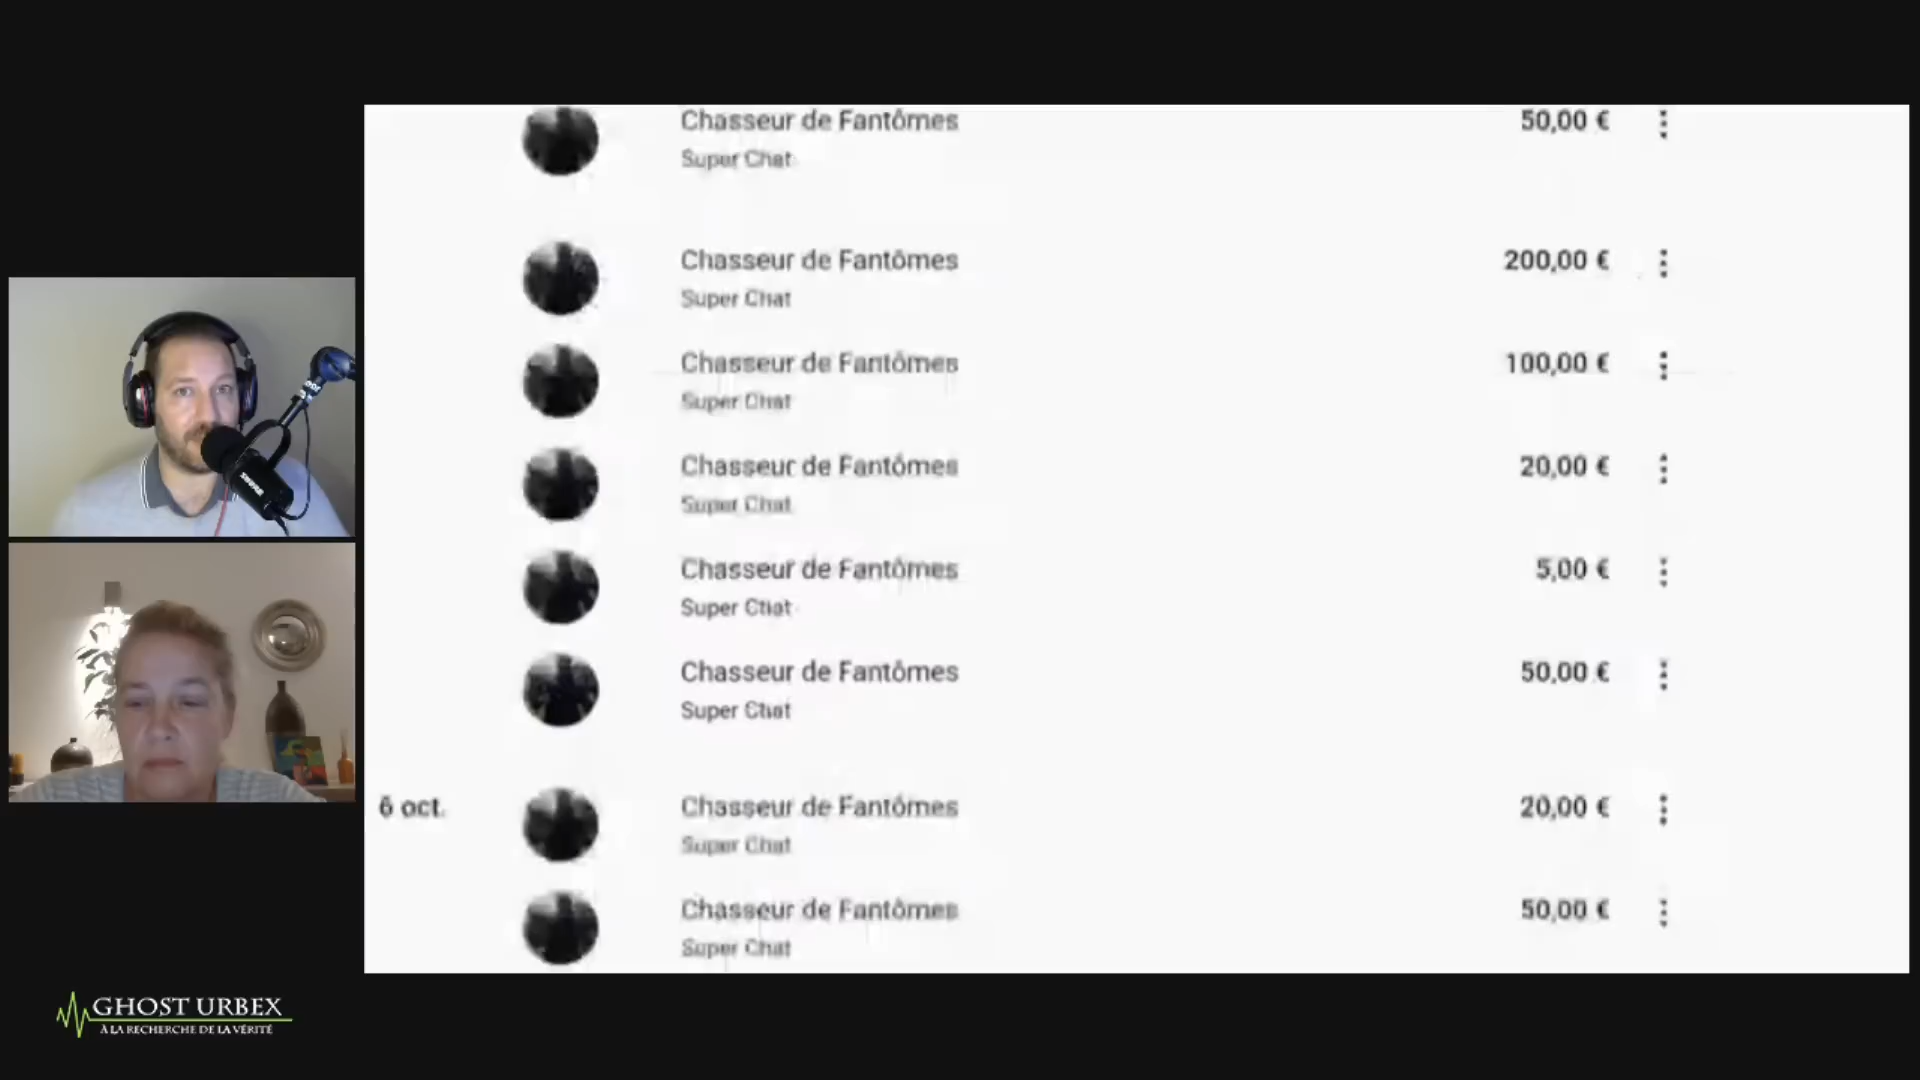 Chasseur de Fantômes 50,00 €
Super Chat
Chasseur de Fantômes 200,00 €
Super Chat
Chasseur de Fantômes 100,00 €
Super Chat
Chasseur de Fantômes 20,00 €
Super Chat
Chasseur de Fantômes 5,00 €
Super Chat
Chasseur de Fantômes 50,00 €
Super Chat
6 oct. Chasseur de Fantômes 20,00 €
Super Chat
Chasseur de Fantômes 50,00 €
Super Chat
SHURE
GHOST URBEX
À LA RECHERCHE DE LA VÉRITÉ